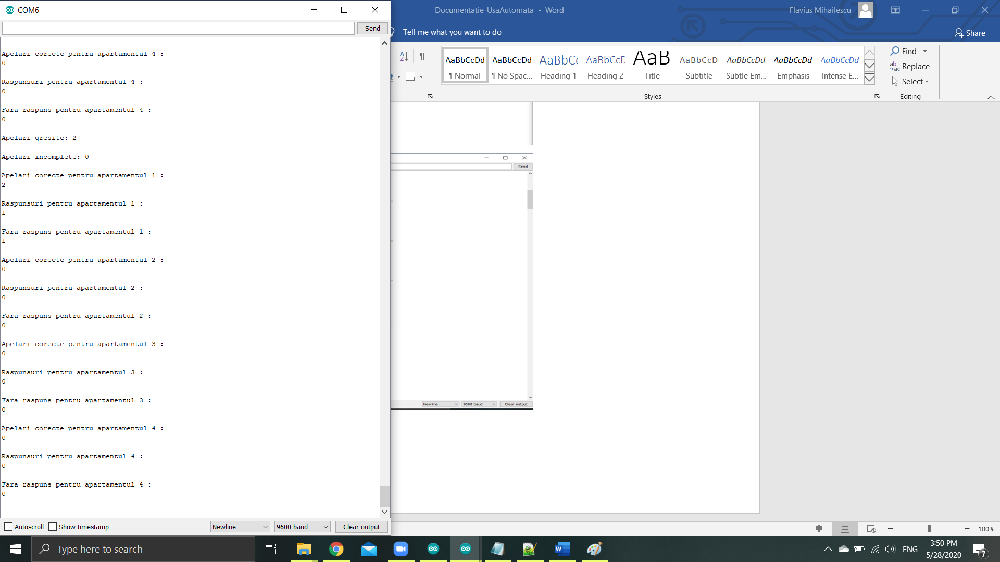 COM6
Send
Apelari corecte pentru apartamentul 4 :
0
Raspunsuri pentru apartamentul 4 :
0
Fara raspuns pentru apartamentul 4 :
0
Apelari gresite: 2
Apelari incomplete: 0
Apelari corecte pentru apartamentul 1 :
2
Raspunsuri pentru apartamentul 1 :
1
Fara raspuns pentru apartamentul 1 :
1
Apelari corecte pentru apartamentul 2 :
0
Raspunsuri pentru apartamentul 2 :
0
Fara raspuns pentru apartamentul 2 :
0
Apelari corecte pentru apartamentul 3 :
0
Raspunsuri pentru apartamentul 3 :
0
Fara raspuns pentru apartamentul 3 :
0
Apelari corecte pentru apartamentul 4 :
0
Raspunsuri pentru apartamentul 4 :
0
Fara raspuns pentru apartamentul 4 :
0
Autoscroll Show timestamp Newline 9600 baud Clear output
Documentatie_UsaAutomata - Word
Flavius Mihailescu
Tell me what you want to do
Share
AaBbCcDd AaBbCcDd AaBbCc AaBbCcD AaB AaBbCcD AaBbCcDd AaBbCcDd AaBbCcDd
¶ Normal ¶ No Spac... Heading 1 Heading 2 Title Subtitle Subtle Em... Emphasis Intense E...
Styles
Find
Replace
Select
Editing
Send
Newline 9600 baud Clear output
100%
Type here to search
ENG
3:50 PM
5/28/2020
7